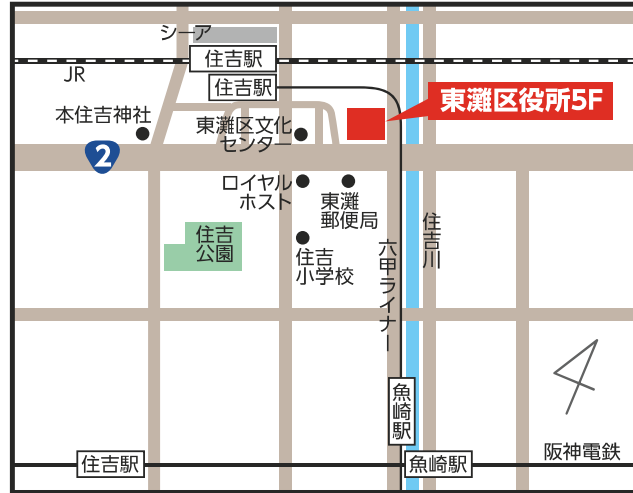 シーア
住吉駅
JR
住吉駅
東灘区役所5F
本住吉神社
東灘区文化
センター
2
ロイヤル
ホスト
東灘
郵便局
住吉
公園
住吉川
住吉
小学校
六甲ライナー
魚崎駅
阪神電鉄
住吉駅
魚崎駅